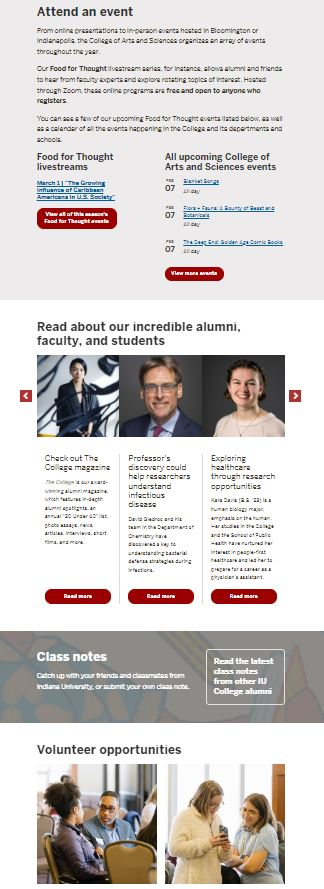 Attend an event
From online presentations to in-person events hosted in Bloomington or
Indianapolis, the College of Arts and Sciences organizes an array of events
throughout the year.
Our Food for Thought livestream series, for instance, allows alumni and friends
to hear from faculty experts and explore rotating topics of interest. Hosted
through Zoom, these online programs are free and open to anyone who
registers.
You can see a few of our upcoming Food for Thought events listed below, as well
as a calendar of all the events happening in the College and its departments and
schools.
Food for Thought
livestreams
March 1 | "The Growing
Influence of Caribbean
Americans in U.S. Society"
View all of this season's
Food for Thought events
All upcoming College of
Arts and Sciences events
FEB
07
Blanket Songs
All day
FEB
07
Flora + Fauna: A Bounty of Beast and
Botanicals
All day
FEB
07
The Deep End: Golden Age Comic Books
All day
View more events
Read about our incredible alumni,
faculty, and students
Check out The
College magazine
The College is our award-
winning alumni magazine,
which features in-depth
alumni spotlights, an
annual "20 Under 40" list,
photo essays, news
articles, interviews, short
films, and more.
Read more
Professor's
discovery could
help researchers
understand
infectious
disease
David Giedroc and his
team in the Department of
Chemistry have
discovered a key to
understanding bacterial
defense strategies during
infections.
Read more
Exploring
healthcare
through research
opportunities
Kara Davis (B.S. '23) is a
human biology major,
emphasis on the human.
Her studies in the College
and the School of Public
Health have nurtured her
interest in people-first
healthcare and led her to
prepare for a career as a
physician's assistant.
Read more
Class notes
Catch up with your friends and classmates from
Indiana University, or submit your own class note.
Read the latest
class notes
from other IU
College alumni
Volunteer opportunities